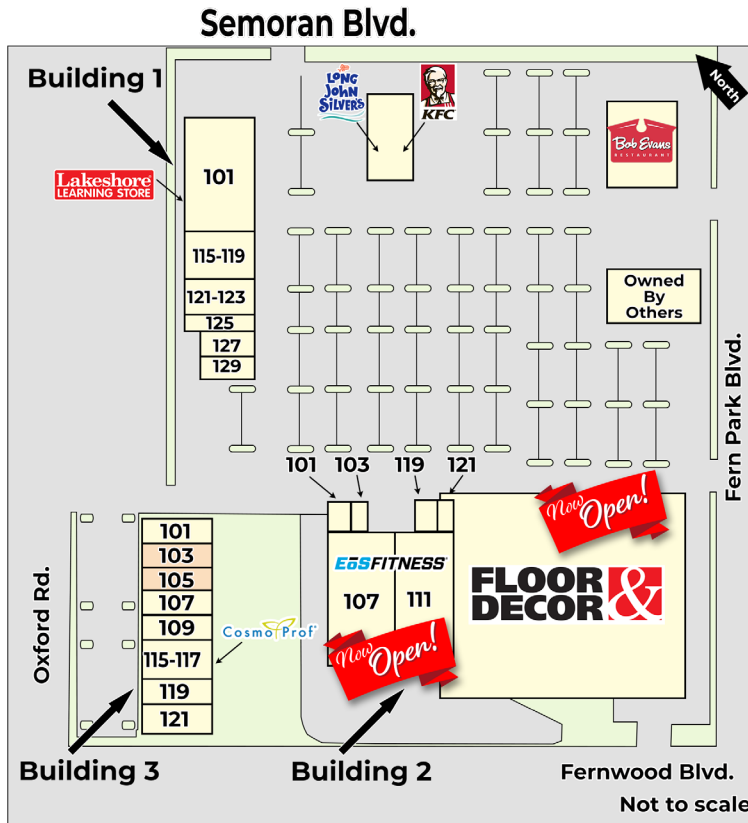 Semoran Blvd.
Building 1
LONG
JOHN
SILVER'S
KFC
North
Bob Evans
RESTAURANT
Lakeshore
LEARNING STORE
101
115-119
121-123
125
127
129
Owned
By
Others
Fern Park Blvd.
101 103 119 121
Now Open!
EōS FITNESS
107 111
FLOOR &
DECOR
Now Open!
Oxford Rd.
101
103
105
107
109
115-117
119
121
CosmoProf
Building 3
Building 2
Fernwood Blvd.
Not to scale